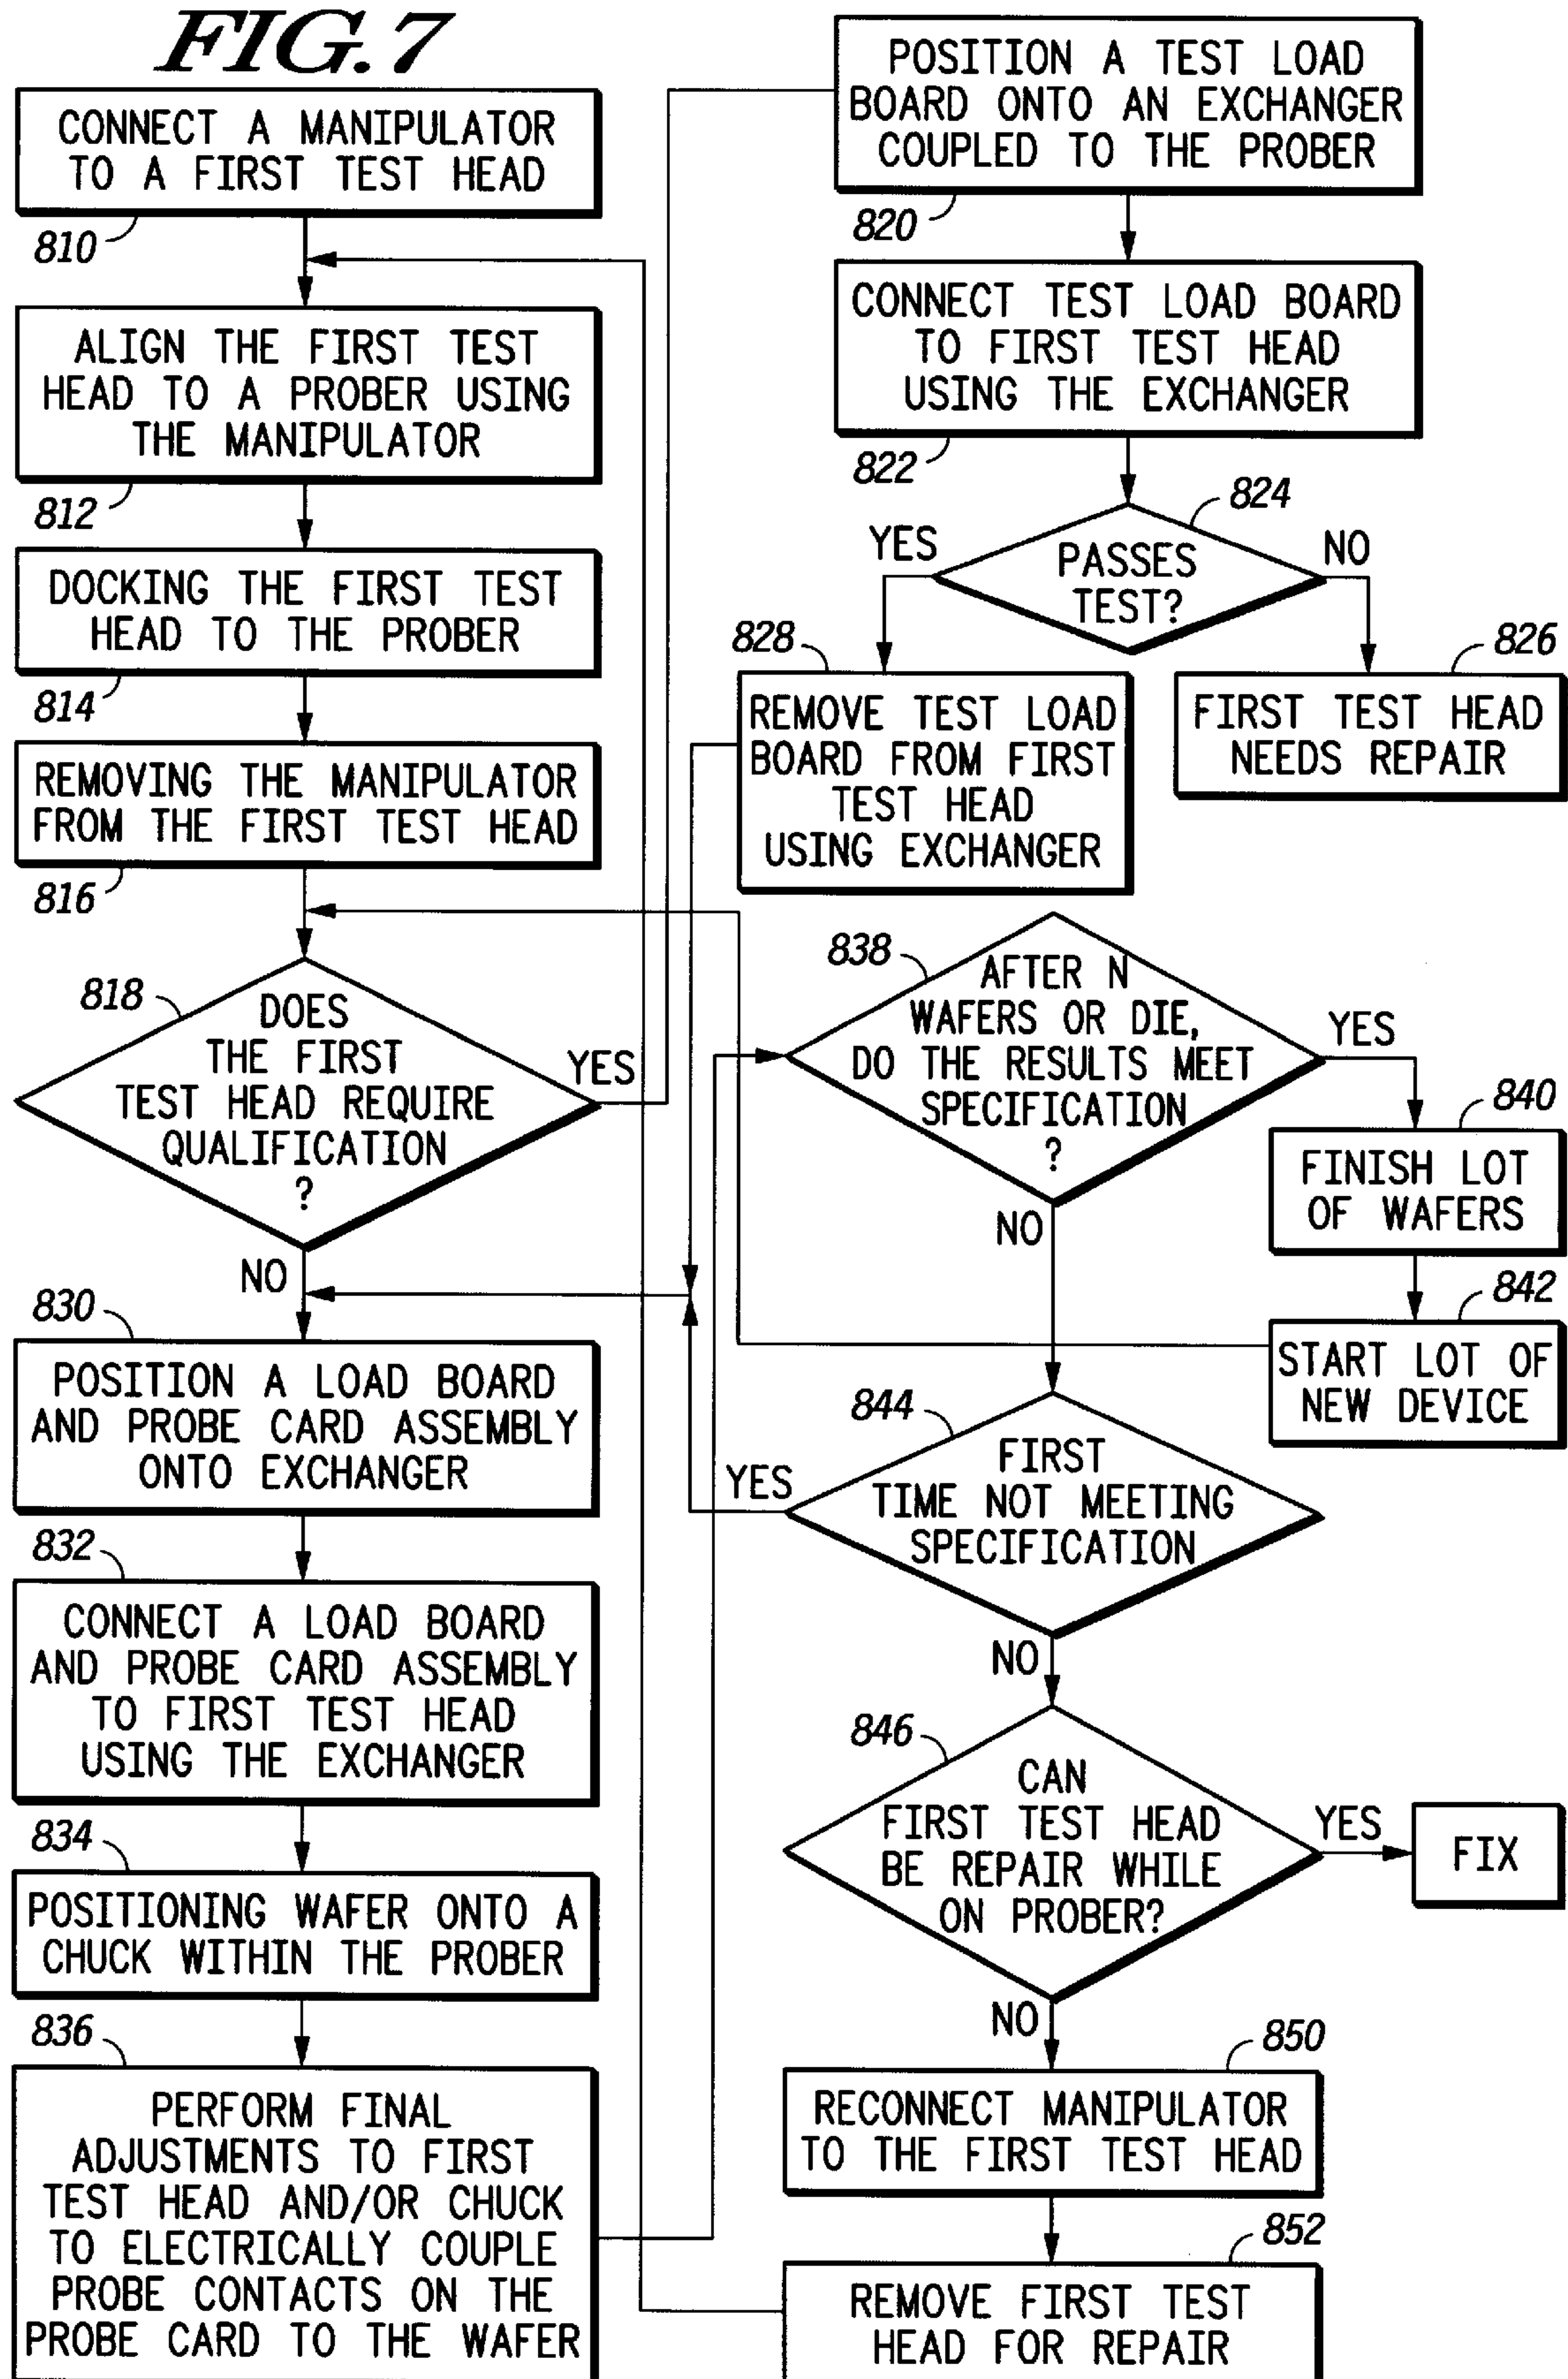 FIG. 7
CONNECT A MANIPULATOR
TO A FIRST TEST HEAD
810
ALIGN THE FIRST TEST
HEAD TO A PROBER USING
THE MANIPULATOR
812
DOCKING THE FIRST TEST
HEAD TO THE PROBER
814
REMOVING THE MANIPULATOR
FROM THE FIRST TEST HEAD
816
818
DOES
THE FIRST
TEST HEAD REQUIRE
QUALIFICATION
?
YES
NO
830
POSITION A LOAD BOARD
AND PROBE CARD ASSEMBLY
ONTO EXCHANGER
832
CONNECT A LOAD BOARD
AND PROBE CARD ASSEMBLY
TO FIRST TEST HEAD
USING THE EXCHANGER
834
POSITIONING WAFER ONTO A
CHUCK WITHIN THE PROBER
836
PERFORM FINAL
ADJUSTMENTS TO FIRST
TEST HEAD AND/OR CHUCK
TO ELECTRICALLY COUPLE
PROBE CONTACTS ON THE
PROBE CARD TO THE WAFER
POSITION A TEST LOAD
BOARD ONTO AN EXCHANGER
COUPLED TO THE PROBER
820
CONNECT TEST LOAD BOARD
TO FIRST TEST HEAD
USING THE EXCHANGER
822
824
YES
PASSES
TEST?
NO
828
REMOVE TEST LOAD
BOARD FROM FIRST
TEST HEAD
USING EXCHANGER
826
FIRST TEST HEAD
NEEDS REPAIR
838
AFTER N
WAFERS OR DIE,
DO THE RESULTS MEET
SPECIFICATION
?
YES
NO
840
FINISH LOT
OF WAFERS
842
START LOT OF
NEW DEVICE
844
FIRST
TIME NOT MEETING
SPECIFICATION
YES
NO
846
CAN
FIRST TEST HEAD
BE REPAIR WHILE
ON PROBER?
YES
FIX
NO
850
RECONNECT MANIPULATOR
TO THE FIRST TEST HEAD
852
REMOVE FIRST TEST
HEAD FOR REPAIR